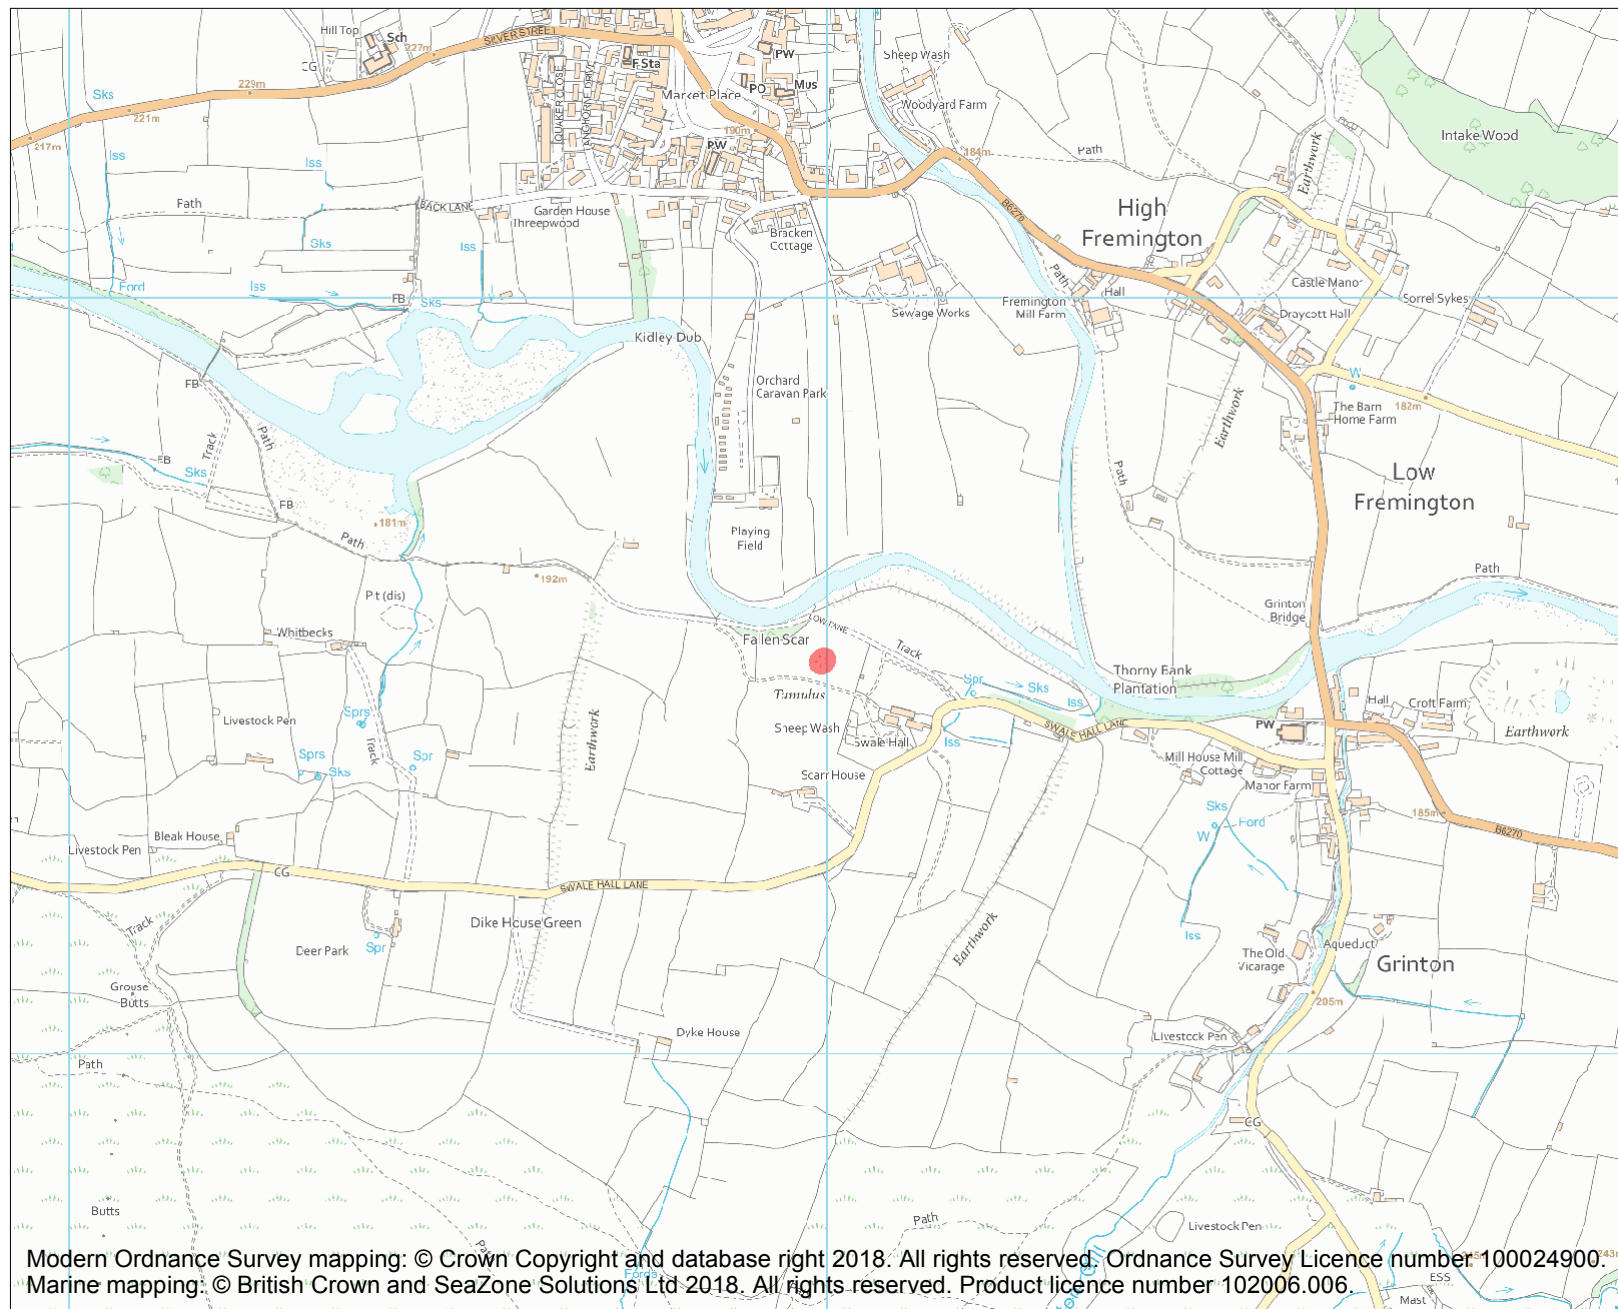 Hill Top
Sch
227m
SILVER STREET
CG
229m
Sks
221m
217m
F Sta
PW
PO
Mus
Market Place
QUAKER CLOSE
190m
PW
Sheep Wash
Woodyard Farm
184m
Path
Intake Wood
Earthwork
Iss
Iss
Path
BACK LANE
Garden House
Threepwood
Bracken
Cottage
B6270
High
Fremington
Sks
Iss
Ford
Iss
FB
Sks
Path
Hall
Castle Manor
Sorrel Sykes
Fremington
Mill Farm
Draycott Hall
Sewage Works
Kidley Dub
FB
Orchard
Caravan Park
W
182m
The Barn
Home Farm
Earthwork
Track
Path
FB
Sks
FB
Path
Low
Fremington
181m
Path
Playing
Field
192m
Pit (dis)
Path
Grinton
Bridge
Whitbecks
Fallen Scar
LOW LANE
Track
Tumulus
Spr
Sks
Iss
Thorny Bank
Plantation
Hall
Croft Farm
Livestock Pen
Sprs
Sheep Wash
Swale Hall
Iss
SWALE HALL LANE
PW
Earthwork
Track
Earthwork
Sprs
Sks
Spr
Scarr House
Mill House
Mill
Cottage
Manor Farm
Sks
Ford
W
185m
B6270
Bleak House
Livestock Pen
CG
SWALE HALL LANE
Track
Dike House Green
Earthwork
Deer Park
Spr
Iss
The Old
Vicarage
Aqueduct
Grinton
Grouse
Butts
205m
Dyke House
Livestock Pen
Path
CG
Butts
Path
Path
Livestock Pen
Modern Ordnance Survey mapping: © Crown Copyright and database right 2018. All rights reserved. Ordnance Survey Licence number 100024900.
Marine mapping: © British Crown and SeaZone Solutions Ltd 2018. All rights reserved. Product licence number 102006.006.
Fords
ESS
Mast